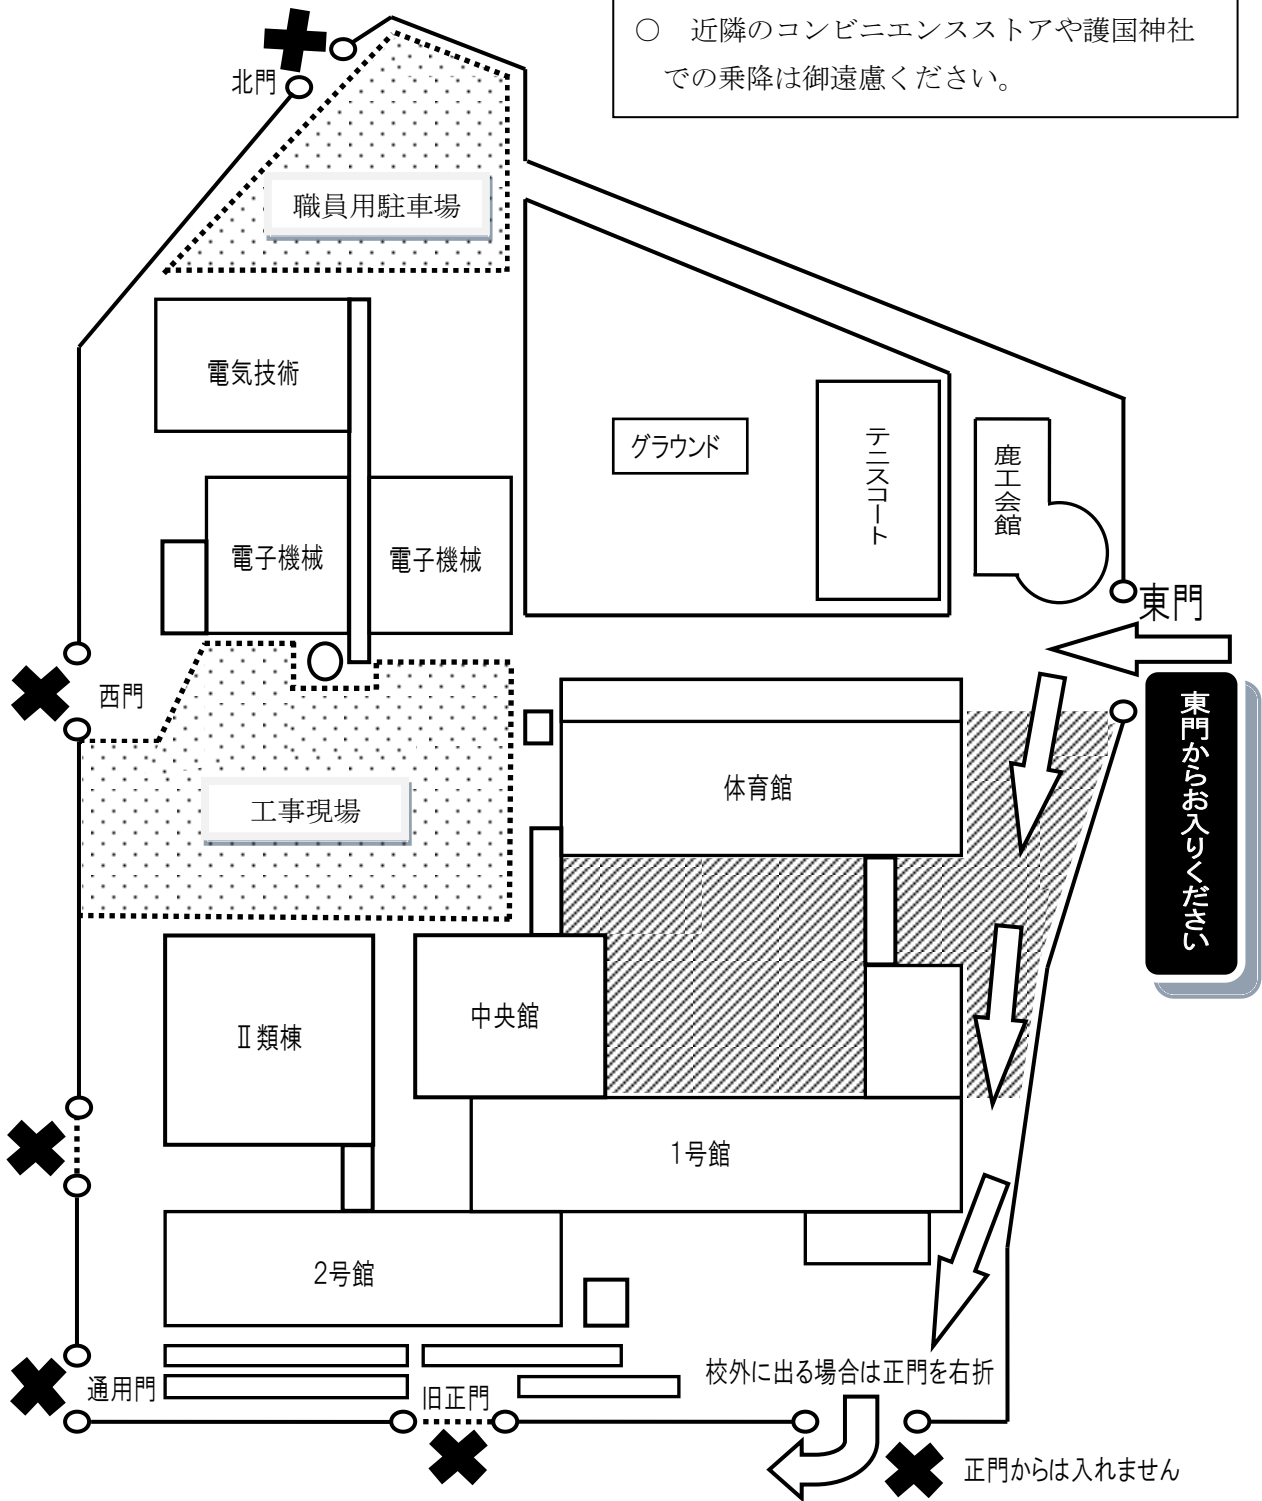 ○　近隣のコンビニエンスストアや護国神社
での乗降は御遠慮ください。
北門
職員用駐車場
電気技術
グラウンド
テニスコート
鹿工会館
電子機械
電子機械
東門
西門
東門からお入りください
体育館
工事現場
Ⅱ類棟
中央館
1号館
2号館
校外に出る場合は正門を右折
通用門
旧正門
正門からは入れません